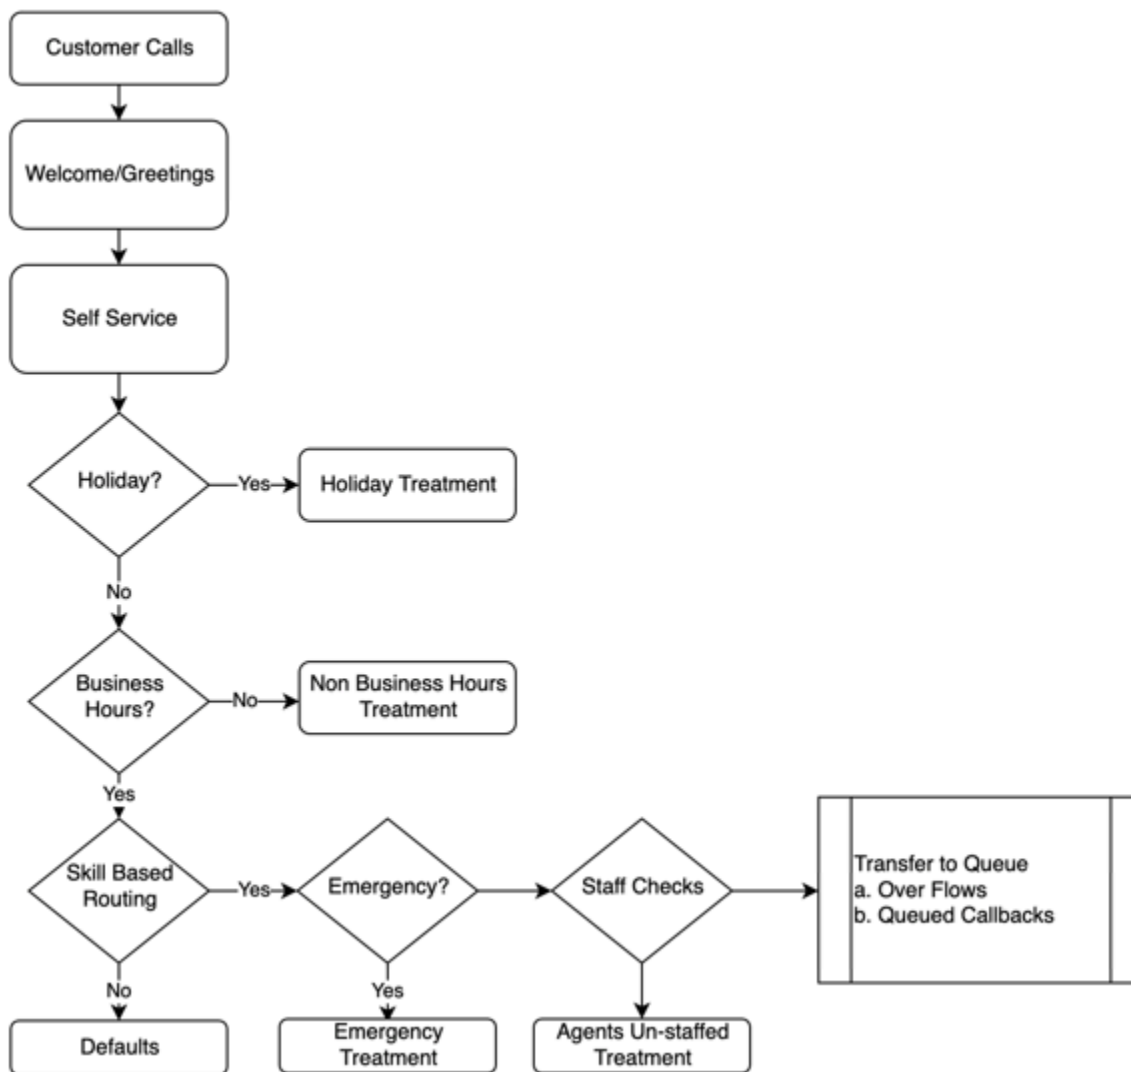 Customer Calls
Welcome/Greetings
Self Service
Holiday?
Yes
Holiday Treatment
No
Business
Hours?
No
Non Business Hours
Treatment
Yes
Skill Based
Routing
Yes
Emergency?
Staff Checks
Transfer to Queue
a. Over Flows
b. Queued Callbacks
No
Yes
Defaults
Emergency
Treatment
Agents Un-staffed
Treatment